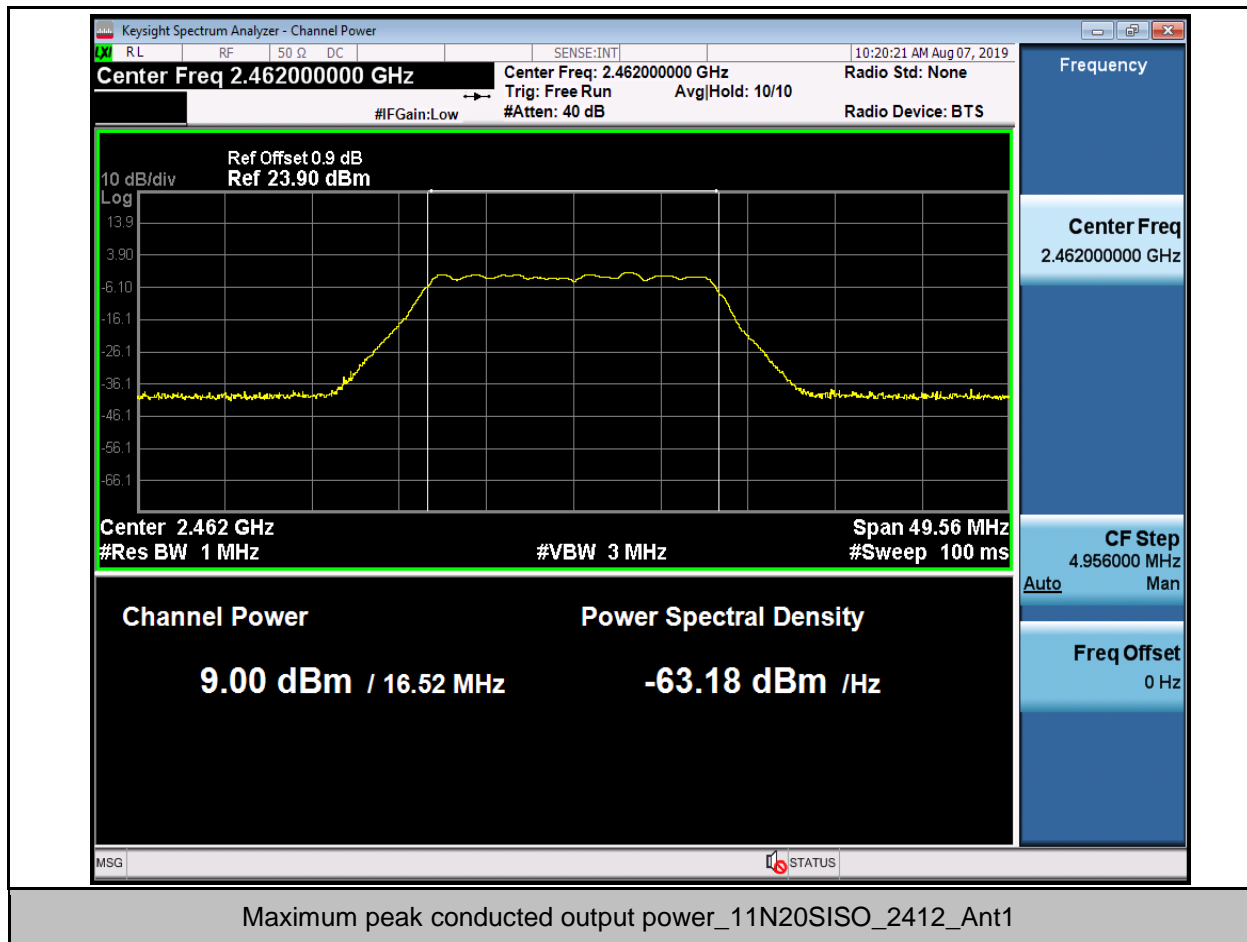 Keysight Spectrum Analyzer - Channel Power
LXI RL RF 50 Ω DC SENSE:INT 10:20:21 AM Aug 07, 2019
Center Freq 2.462000000 GHz
Center Freq: 2.462000000 GHz
Radio Std: None
Trig: Free Run Avg|Hold: 10/10
#IFGain:Low
#Atten: 40 dB
Radio Device: BTS
Ref Offset 0.9 dB
10 dB/div Ref 23.90 dBm
Log
13.9
3.90
-6.10
-16.1
-26.1
-36.1
-46.1
-56.1
-66.1
Center 2.462 GHz Span 49.56 MHz
#Res BW 1 MHz #VBW 3 MHz #Sweep 100 ms
Channel Power Power Spectral Density
9.00 dBm / 16.52 MHz -63.18 dBm /Hz
Frequency
Center Freq
2.462000000 GHz
CF Step
4.956000 MHz
Auto Man
Freq Offset
0 Hz
MSG STATUS
Maximum peak conducted output power_11N20SISO_2412_Ant1